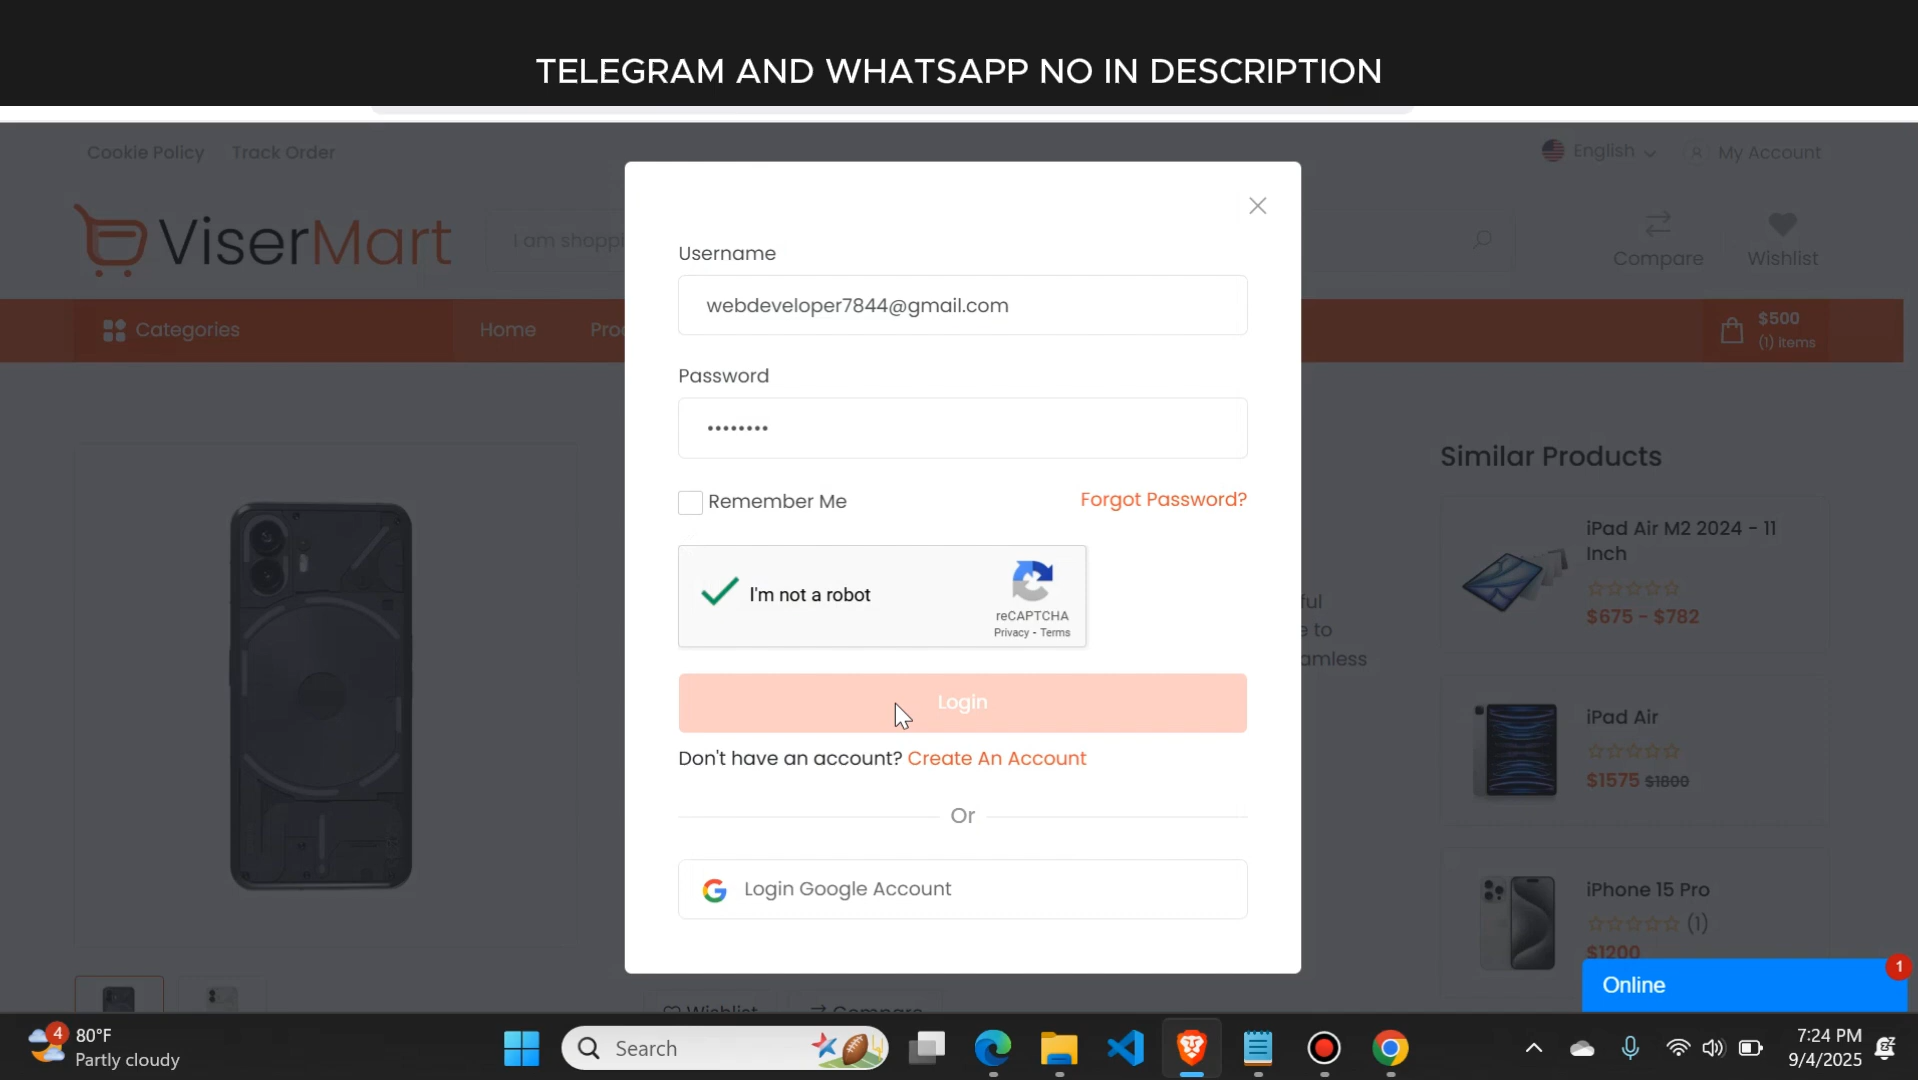 TELEGRAM AND WHATSAPP NO IN DESCRIPTION
Cookie Policy Track Order
English My Account
ViserMart
I am shoppi
Compare Wishlist
Categories Home
$500
(1) Items
Username
webdeveloper7844@gmail.com
Password
••••••••
Remember Me Forgot Password?
I'm not a robot
reCAPTCHA
Privacy - Terms
Login
Don't have an account? Create An Account
Or
Login Google Account
Similar Products
iPad Air M2 2024 - 11
Inch
$675 - $782
iPad Air
$1575 $1800
iPhone 15 Pro
(1)
$1200
ful
e to
amless
Wishlist Compare
Online
1
4
80°F
Partly cloudy
Search
7:24 PM
9/4/2025